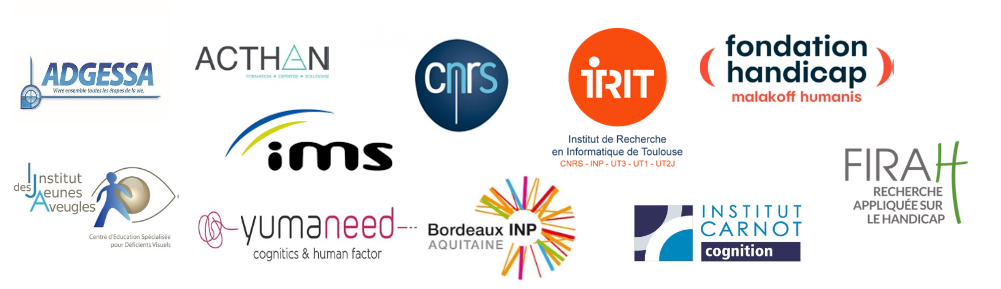 ADGESSA
Vivre ensemble toutes les étapes de la vie.
ACTHAN
FORMATION • EXPERTISE • SOLUTIONS
cnrs
iRIT
Institut de Recherche
en Informatique de Toulouse
CNRS - INP - UT3 - UT1 - UT2J
fondation
handicap
malakoff humanis
ims
Institut
des Jeunes
Aveugles
Centre d'Education Spécialisée
pour Déficients Visuels
yumaneed
cognitics & human factor
Bordeaux INP
AQUITAINE
INSTITUT
CARNOT
cognition
FIRAH
RECHERCHE
APPLIQUÉE SUR
LE HANDICAP